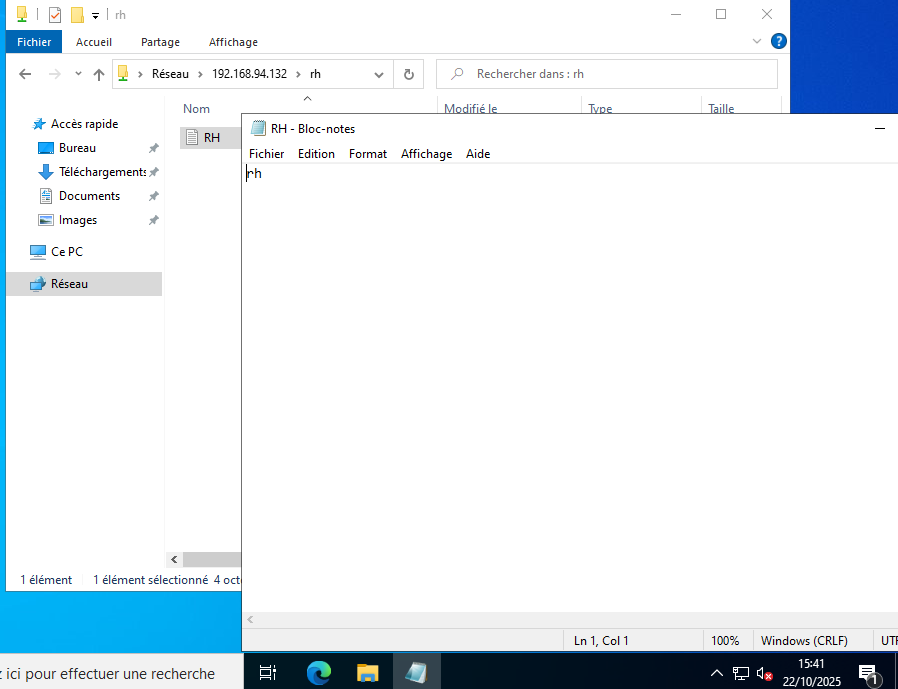 rh
Fichier Accueil Partage Affichage
Réseau 192.168.94.132 rh Rechercher dans : rh
Nom Modifié le Type Taille
Accès rapide
Bureau
Téléchargements
Documents
Images
Ce PC
Réseau
RH
RH - Bloc-notes
Fichier Edition Format Affichage Aide
rh
1 élément 1 élément sélectionné 4 octe
Ln 1, Col 1 100% Windows (CRLF) UTF
z ici pour effectuer une recherche
15:41
22/10/2025
1